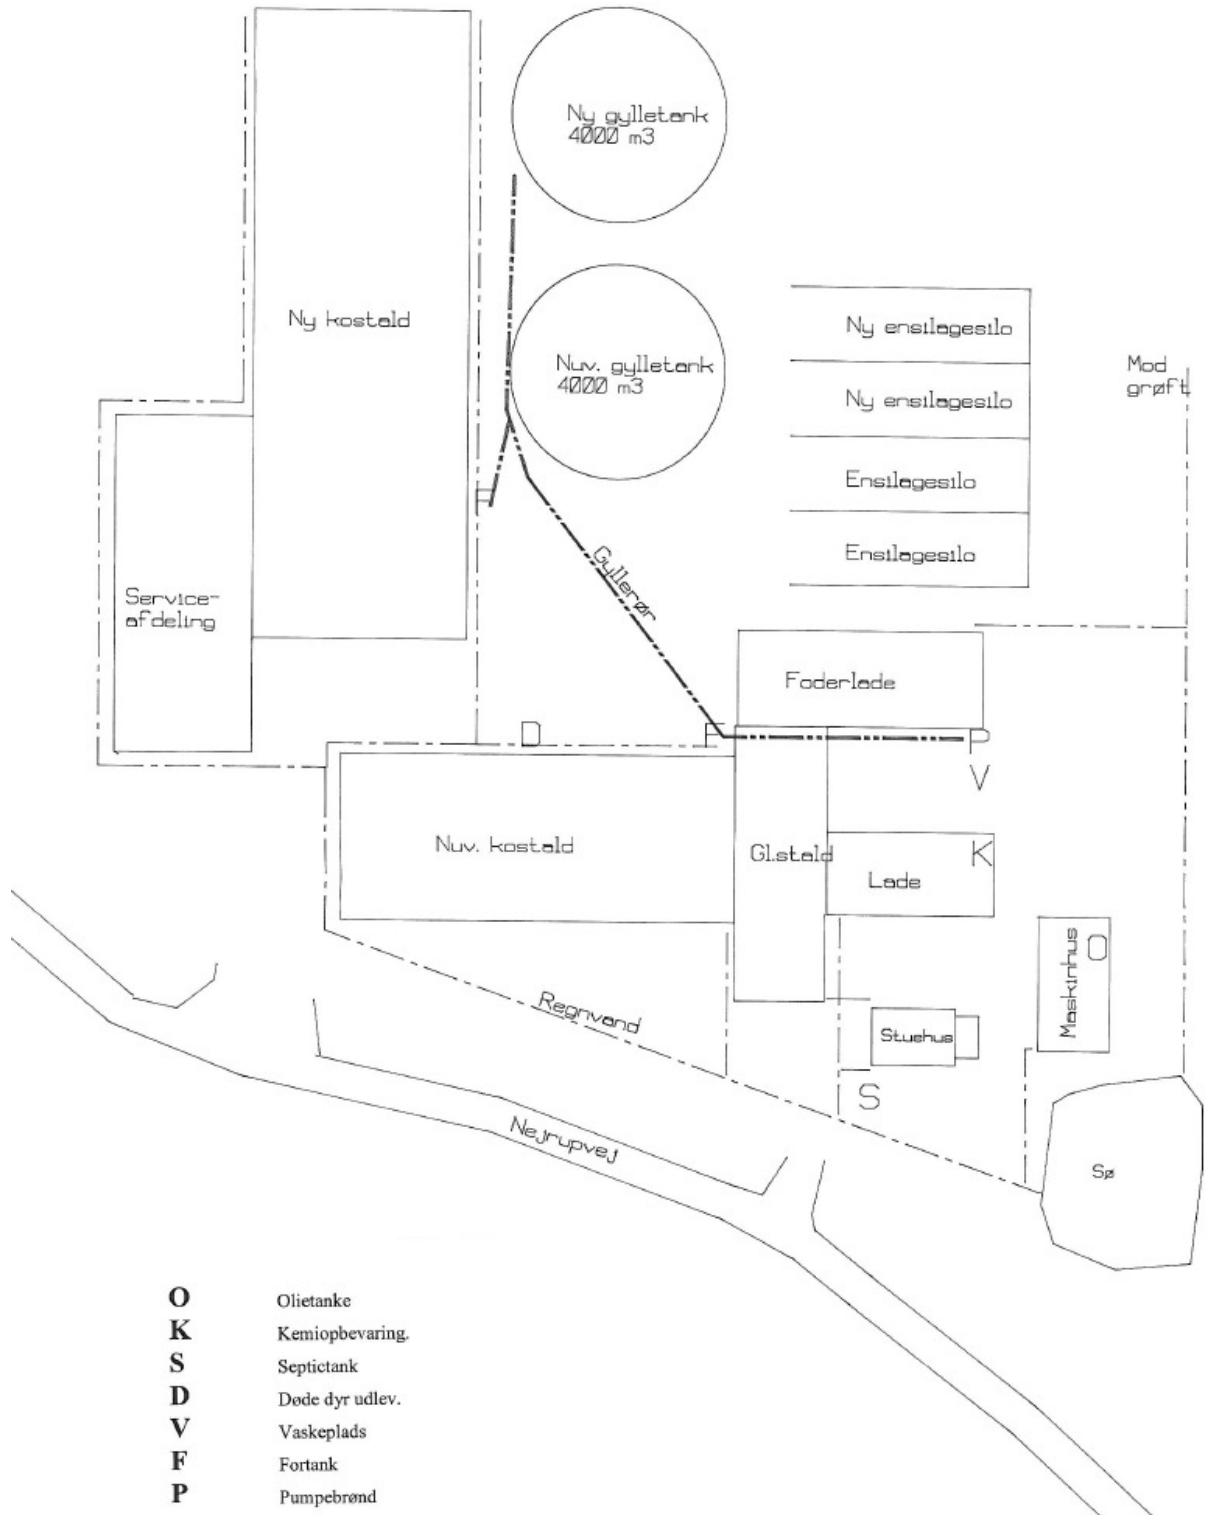 Ny gylletank
4000 m3
Ny kostald
Nuv. gylletank
4000 m3
Ny ensilagesilo
Ny ensilagesilo
Ensilagesilo
Ensilagesilo
Mod
grøft
F
Gyllerør
Service-
afdeling
Foderlade
D
F
P
V
Nuv. kostald
Gl.stald
K
Lade
Maskinhus
O
Regnvand
Stuehus
S
Nejrupvej
Sø
O Olietanke
K Kemiopbevaring.
S Septictank
D Døde dyr udlev.
V Vaskeplads
F Fortank
P Pumpebrønd